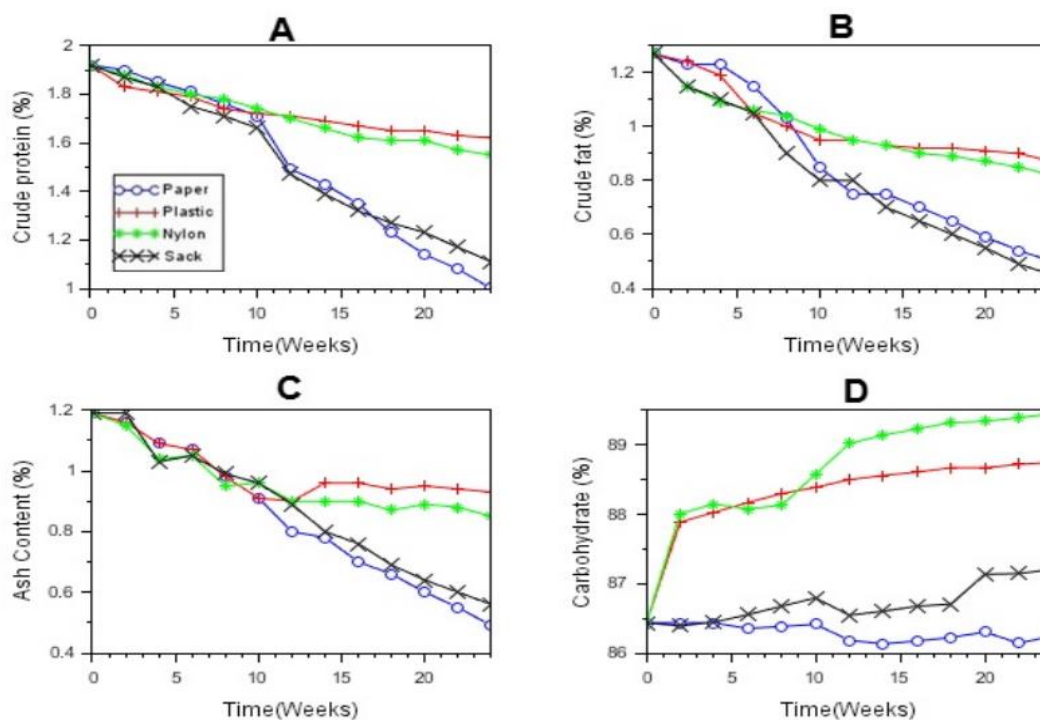 A
B
Crude protein (%)
2
1.8
1.6
1.4
1.2
1
Paper
Plastic
Nylon
Sack
0
5
10
15
20
Time(Weeks)
Crude fat (%)
1.2
1
0.8
0.6
0.4
0
5
10
15
20
Time(Weeks)
C
D
Ash Content (%)
1.2
1
0.8
0.6
0.4
0
5
10
15
20
Time(Weeks)
Carbohydrate (%)
89
88
87
86
0
5
10
15
20
Time(Weeks)